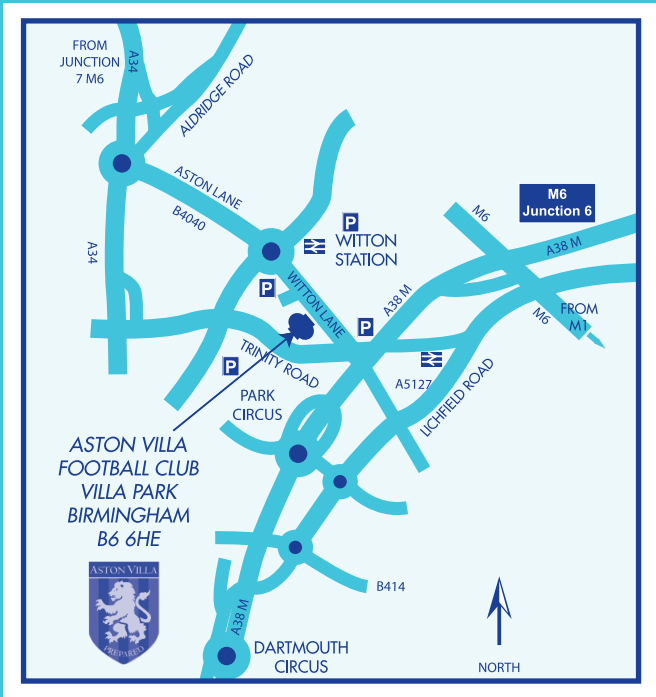 FROM
JUNCTION
7 M6
A34
ALDRIDGE ROAD
ASTON LANE
B4040
A34
P
WITTON
STATION
M6
Junction 6
M6
A38 M
P
WITTON LANE
A38 M
P
M6
FROM
M1
TRINITY ROAD
P
PARK
CIRCUS
A5127
LICHFIELD ROAD
ASTON VILLA
FOOTBALL CLUB
VILLA PARK
BIRMINGHAM
B6 6HE
ASTON VILLA
PREPARED
B414
A38 M
DARTMOUTH
CIRCUS
NORTH